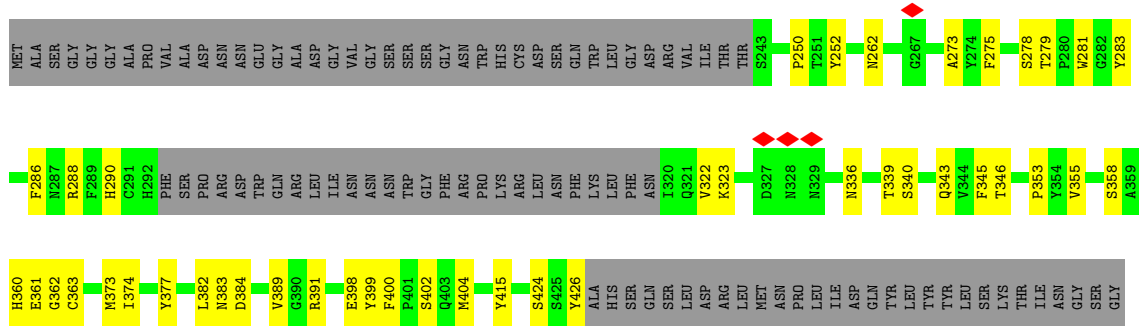 MET ALA SER GLY GLY GLY ALA PRO VAL ALA ASP ASN ASN GLU GLY ALA ASP GLY VAL GLY SER SER SER GLY ASN TRP HIS CYS ASP SER GLN TRP LEU GLY ASP ARG VAL ILE THR THR S243 P250 T251 Y252 N262 G267 A273 Y274 F275 S278 T279 P280 W281 G282 Y283
F286 N287 R288 F289 H290 C291 H292 PHE SER PRO ARG ASP TRP GLN ARG LEU ILE ASN ASN ASN TRP GLY PHE ARG PRO LYS ARG LEU ASN PHE LYS LEU PHE ASN I320 Q321 V322 K323 D327 N328 N329 N336 T339 S340 Q343 V344 F345 T346 P353 Y354 V355 S358 A359
H360 E361 G362 C363 M373 I374 Y377 L382 N383 D384 V389 G390 R391 E398 Y399 F400 P401 S402 Q403 M404 Y415 S424 S425 Y426 ALA HIS SER GLN SER LEU ASP ARG LEU MET ASN PRO LEU ILE ASP GLN TYR LEU TYR TYR LEU SER LYS THR ILE ASN GLY SER GLY